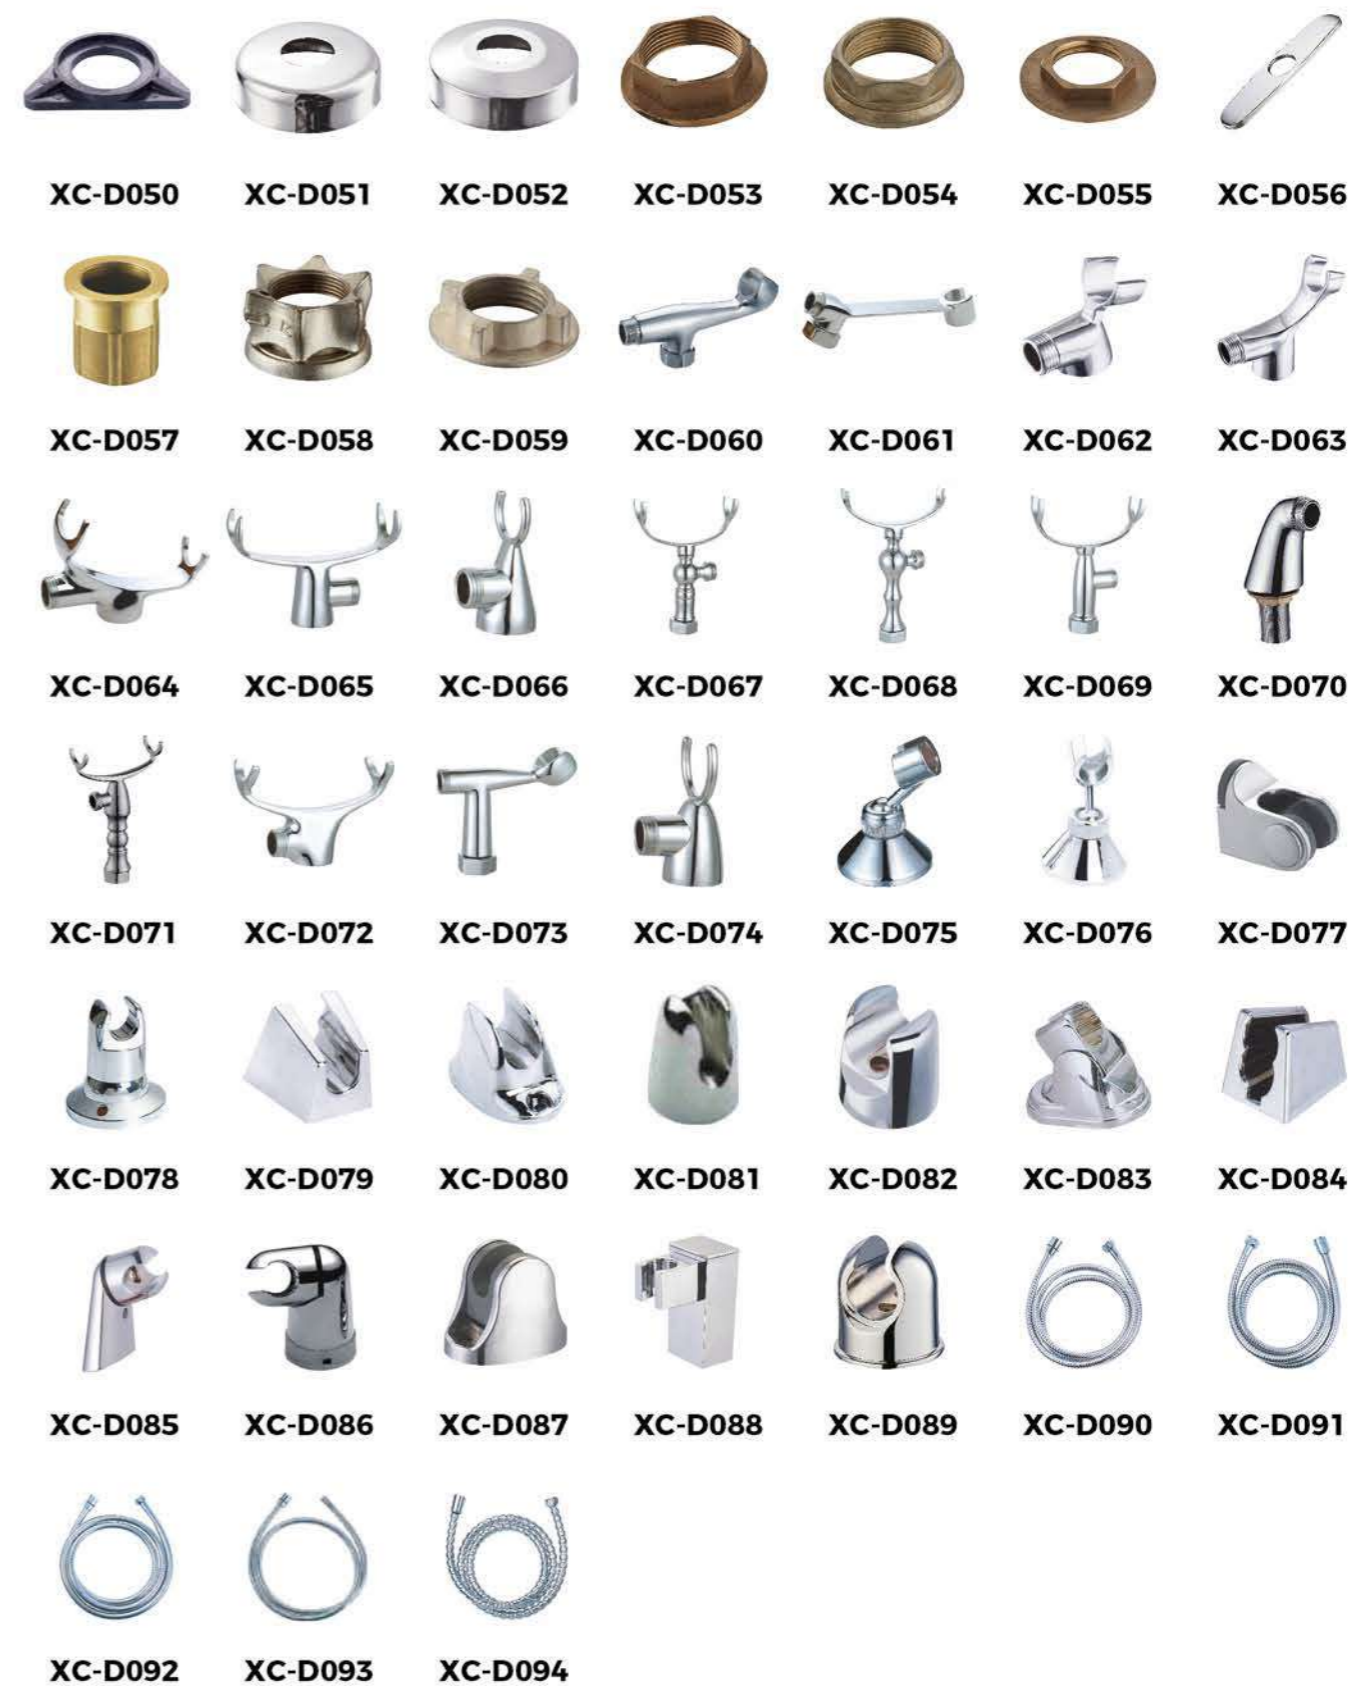 XC-D050 XC-D051 XC-D052 XC-D053 XC-D054 XC-D055 XC-D056
XC-D057 XC-D058 XC-D059 XC-D060 XC-D061 XC-D062 XC-D063
XC-D064 XC-D065 XC-D066 XC-D067 XC-D068 XC-D069 XC-D070
XC-D071 XC-D072 XC-D073 XC-D074 XC-D075 XC-D076 XC-D077
XC-D078 XC-D079 XC-D080 XC-D081 XC-D082 XC-D083 XC-D084
XC-D085 XC-D086 XC-D087 XC-D088 XC-D089 XC-D090 XC-D091
XC-D092 XC-D093 XC-D094